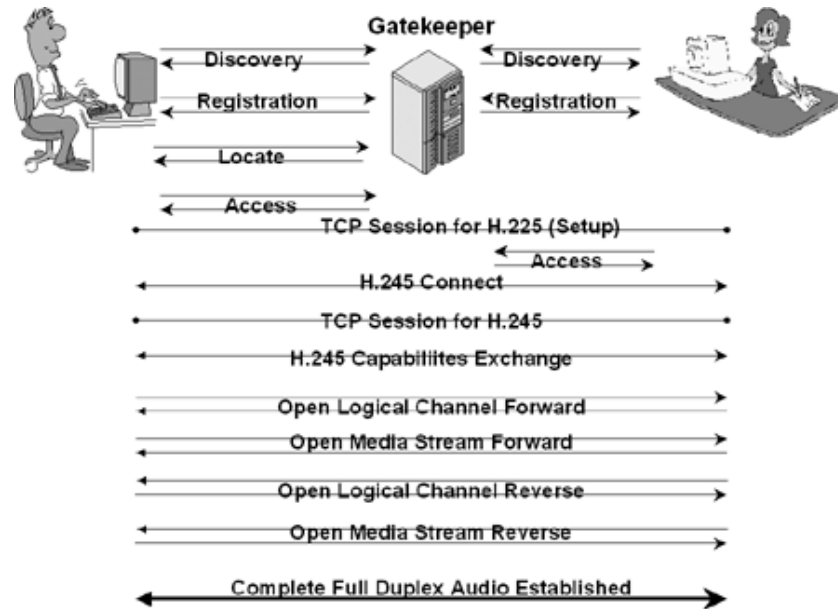 Gatekeeper
Discovery
Discovery
Registration
Registration
Locate
Access
TCP Session for H.225 (Setup)
Access
H.245 Connect
TCP Session for H.245
H.245 Capabiliites Exchange
Open Logical Channel Forward
Open Media Stream Forward
Open Logical Channel Reverse
Open Media Stream Reverse
Complete Full Duplex Audio Established